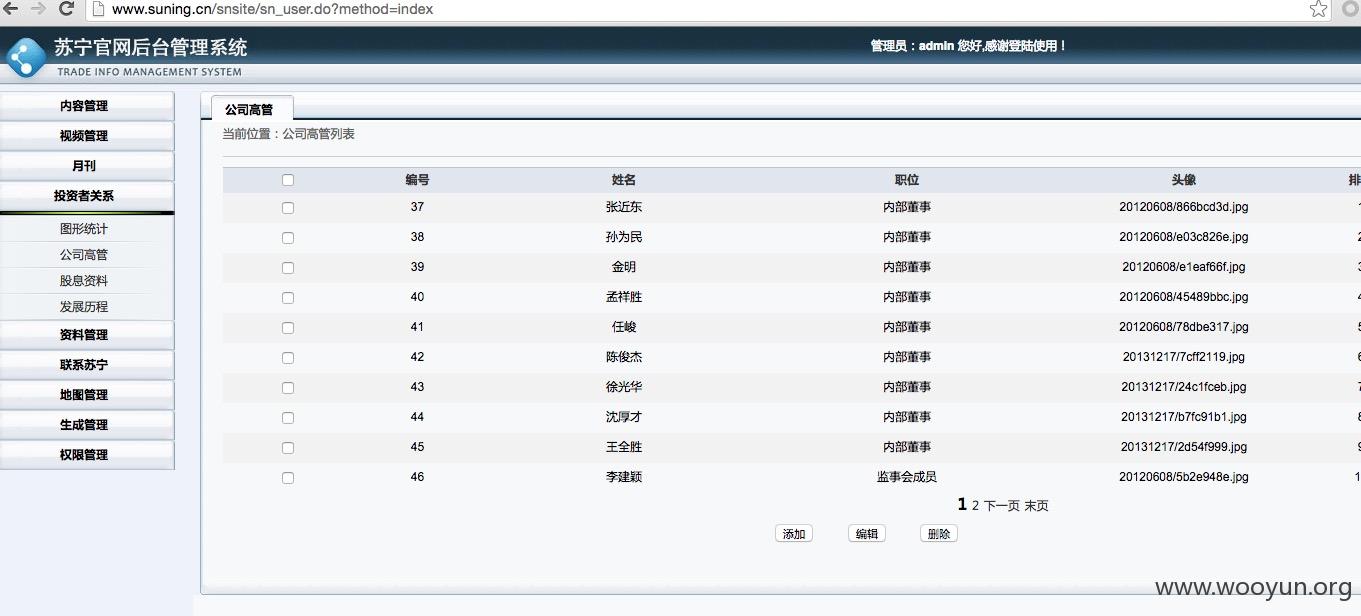 www.suning.cn/snsite/sn_user.do?method=index
苏宁官网后台管理系统
TRADE INFO MANAGEMENT SYSTEM
管理员：admin 您好,感谢登陆使用！
内容管理
视频管理
月刊
投资者关系
图形统计
公司高管
股息资料
发展历程
资料管理
联系苏宁
地图管理
生成管理
权限管理
公司高管
当前位置：公司高管列表
编号 姓名 职位 头像 排
37 张近东 内部董事 20120608/866bcd3d.jpg
38 孙为民 内部董事 20120608/e03c826e.jpg
39 金明 内部董事 20120608/e1eaf66f.jpg
40 孟祥胜 内部董事 20120608/45489bbc.jpg
41 任峻 内部董事 20120608/78dbe317.jpg
42 陈俊杰 内部董事 20131217/7cff2119.jpg
43 徐光华 内部董事 20131217/24c1fceb.jpg
44 沈厚才 内部董事 20131217/b7fc91b1.jpg
45 王全胜 内部董事 20131217/2d54f999.jpg
46 李建颖 监事会成员 20120608/5b2e948e.jpg
1 2 下一页 末页
添加 编辑 删除
www.wooyun.org